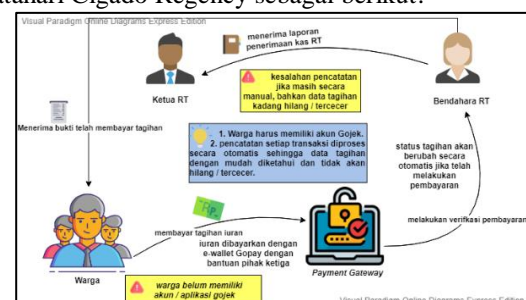 atahari Cigado Regency sebagai berikut:
Visual Paradigm Online Diagrams Express Edition
menerima laporan
penerimaan kas RT
Ketua RT
kesalahan pencatatan
jika masih secara
manual, bahkan data tagihan
kadang hilang / tercecer
Bendahara RT
Menerima bukti telah membayar tagihan
1. Warga harus memiliki akun Gojek.
2. pencatatan setiap transaksi diproses
secara otomatis sehingga data tagihan
dengan mudah diketahui dan tidak akan
hilang / tercecer.
status tagihan akan
berubah secara
otomatis jika telah
melakukan
pembayaran
Rp
membayar tagihan iuran
iuran dibayarkan dengan
e-wallet Gopay dengan
bantuan pihak ketiga
melakukan verifkasi pembayaran
Warga
Payment Gateway
warga belum memiliki
akun / aplikasi gojek
Visual Paradigm Online Diagrams Express Edition